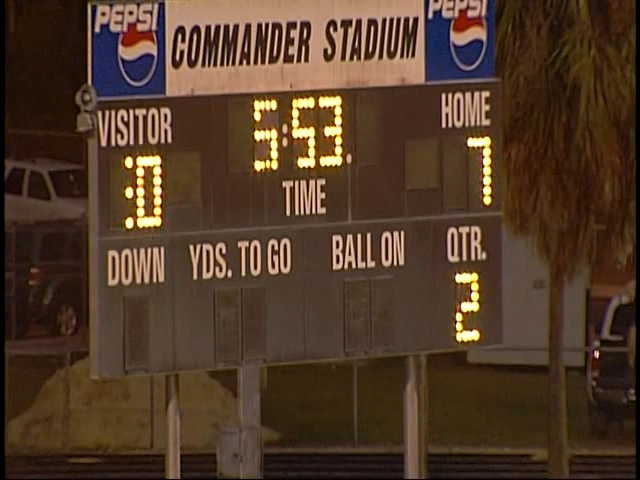 PEPSI COMMANDER STADIUM PEPSI
VISITOR 5:53 HOME
0 TIME 7
DOWN YDS. TO GO BALL ON QTR.
2